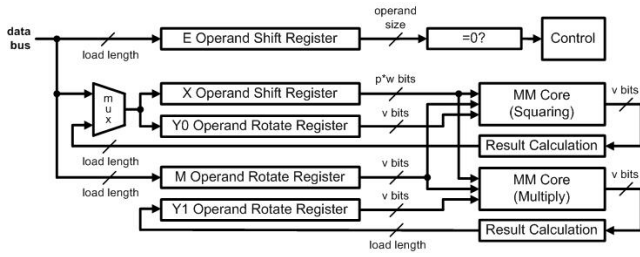 data bus
load length
E Operand Shift Register
operand size
=0?
Control
mux
X Operand Shift Register
p*w bits
MM Core (Squaring)
v bits
Y0 Operand Rotate Register
v bits
load length
Result Calculation
load length
M Operand Rotate Register
v bits
MM Core (Multiply)
v bits
Y1 Operand Rotate Register
v bits
load length
Result Calculation